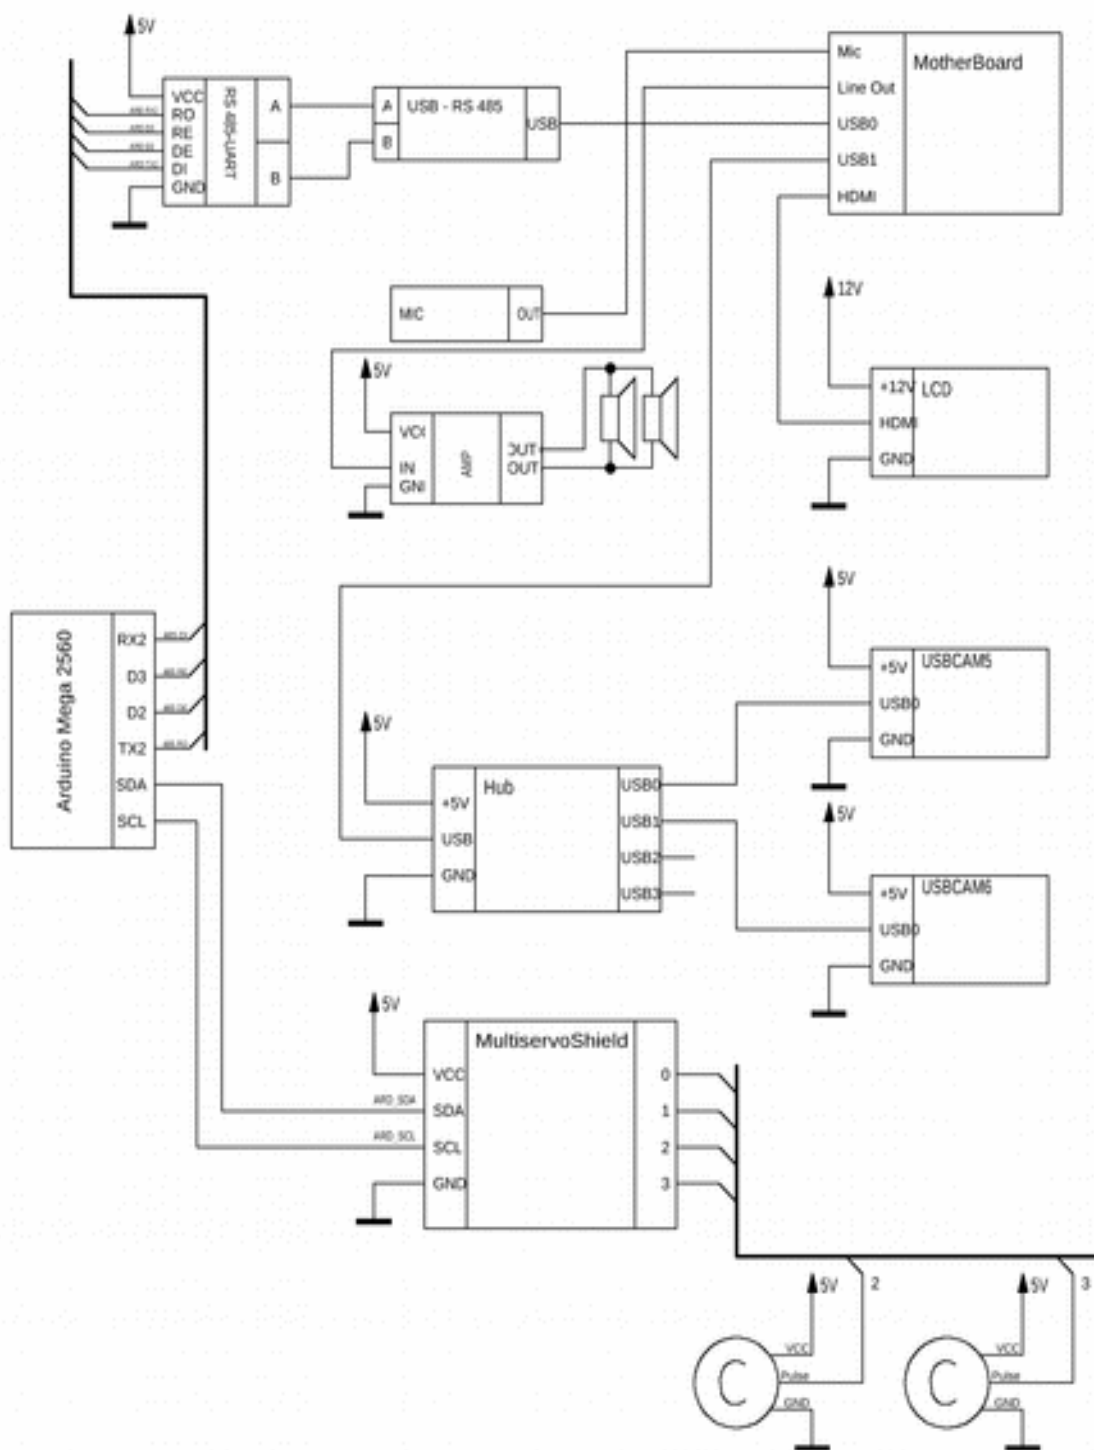 5V
VCC
RO
RE
DE
DI
GND
RS 485-UART
A
B
A
B
USB - RS 485
USB
Mic
Line Out
USB0
USB1
HDMI
MotherBoard
MIC
OUT
12V
+12V
HDMI
GND
LCD
5V
VCC
IN
GND
AMP
OUT
OUT
5V
+5V
USB0
GND
USBCAM5
Arduino Mega 2560
RX2
D3
D2
TX2
SDA
SCL
5V
+5V
USB
GND
Hub
USB0
USB1
USB2
USB3
5V
+5V
USB0
GND
USBCAM6
5V
MultiservoShield
VCC
SDA
SCL
GND
ARD_SDA
ARD_SCL
0
1
2
3
5V
2
VCC
Pulse
GND
C
5V
3
VCC
Pulse
GND
C